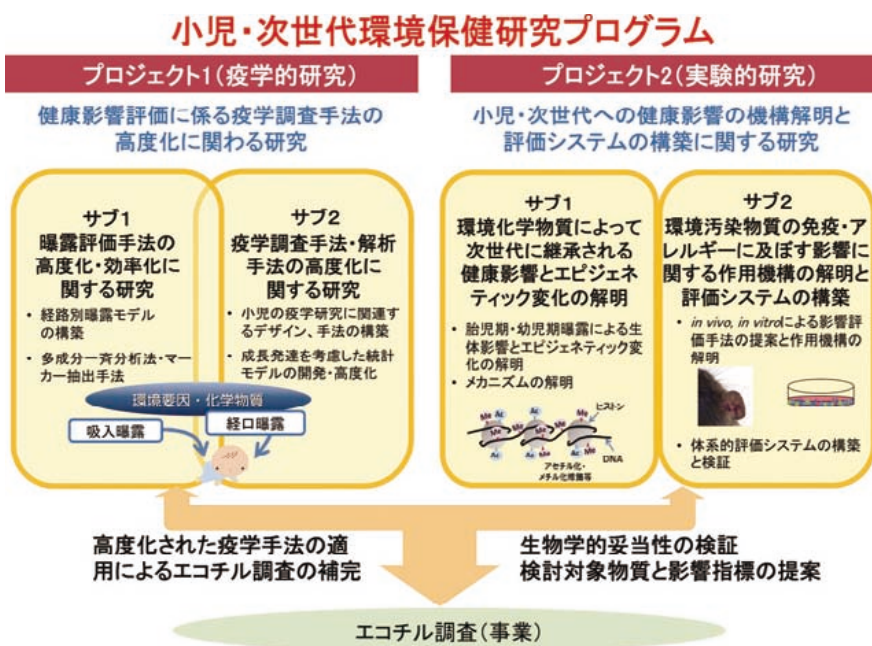 小児・次世代環境保健研究プログラム
プロジェクト1(疫学的研究)
健康影響評価に係る疫学調査手法の
高度化に関わる研究
サブ1
曝露評価手法の
高度化・効率化に
関する研究
• 経路別曝露モデル
の構築
• 多成分一斉分析法・マー
カー抽出手法
サブ2
疫学調査手法・解析
手法の高度化に
関する研究
• 小児の疫学研究に関連す
るデザイン、手法の構築
• 成長発達を考慮した統計
モデルの開発・高度化
環境要因・化学物質
吸入曝露
経口曝露
プロジェクト2(実験的研究)
小児・次世代への健康影響の機構解明と
評価システムの構築に関する研究
サブ1
環境化学物質によって
次世代に継承される
健康影響とエピジェネ
ティック変化の解明
• 胎児期・幼児期曝露による生
体影響とエピジェネティック変
化の解明
• メカニズムの解明
Me Ac
Ac
Me
ヒストン
Me
Me
Me
Ac
Ac
Me
DNA
アセチル化・
メチル化修飾等
サブ2
環境汚染物質の免疫・ア
レルギーに及ぼす影響に
関する作用機構の解明と
評価システムの構築
• in vivo, in vitroによる影響評
価手法の提案と作用機構の
解明
• 体系的評価システムの構築
と検証
高度化された疫学手法の適
用によるエコチル調査の補完
生物学的妥当性の検証
検討対象物質と影響指標の提案
エコチル調査(事業)